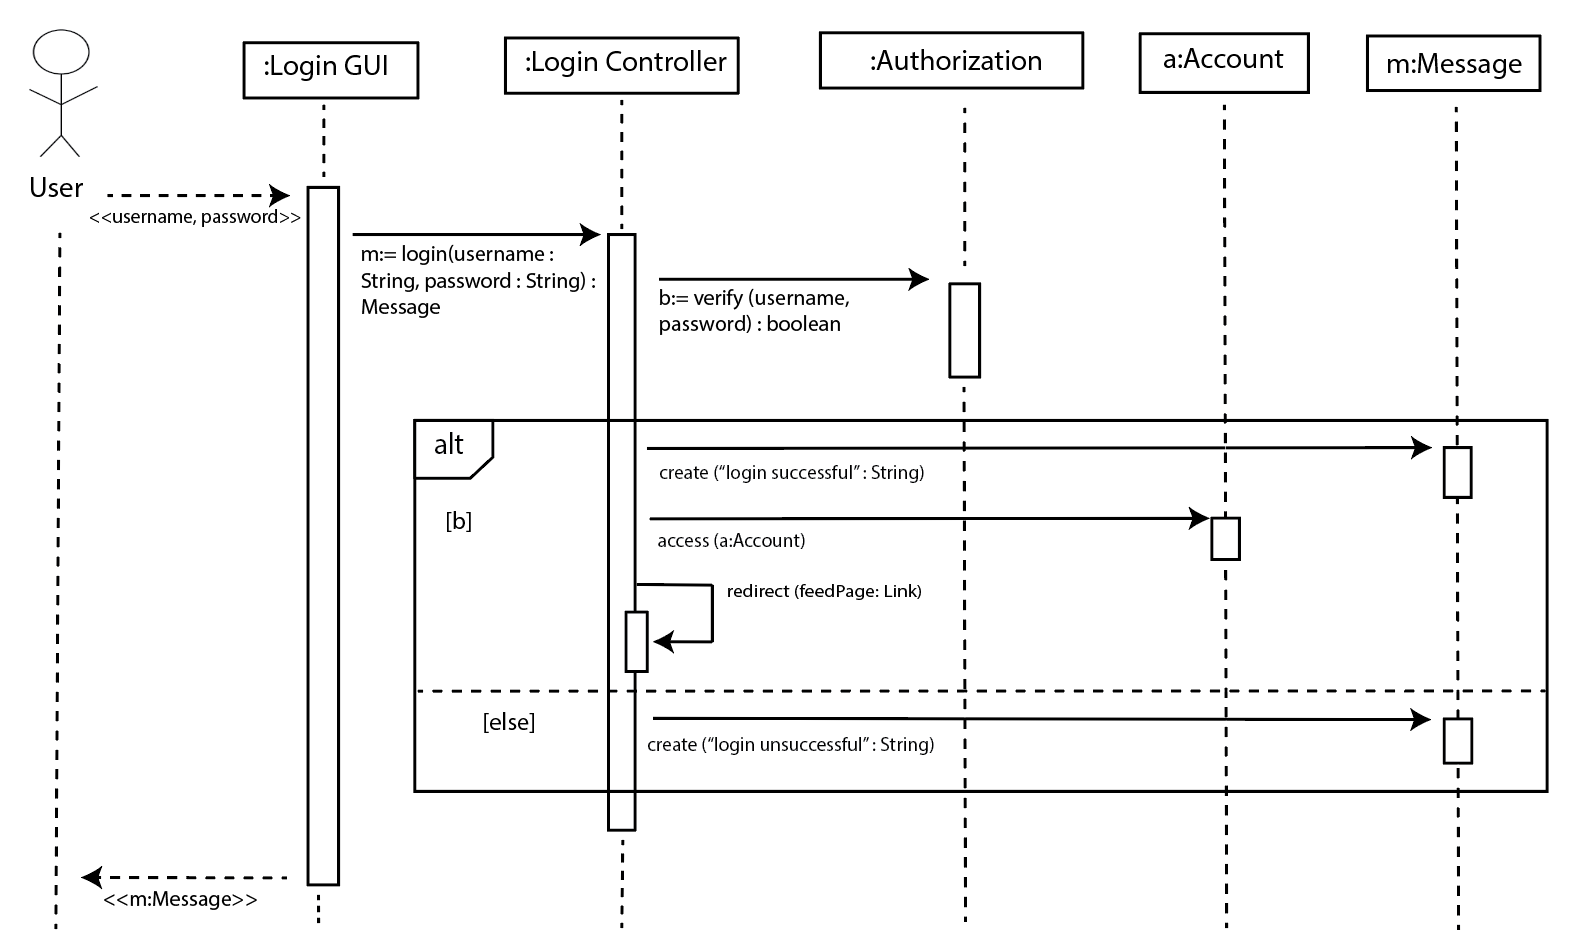 :Login GUI
:Login Controller
:Authorization
a:Account
m:Message
User
<<username, password>>
m:= login(username :
String, password : String) :
Message
b:= verify (username,
password) : boolean
alt
create (“login successful” : String)
[b]
access (a:Account)
redirect (feedPage: Link)
[else]
create (“login unsuccessful” : String)
<<m:Message>>